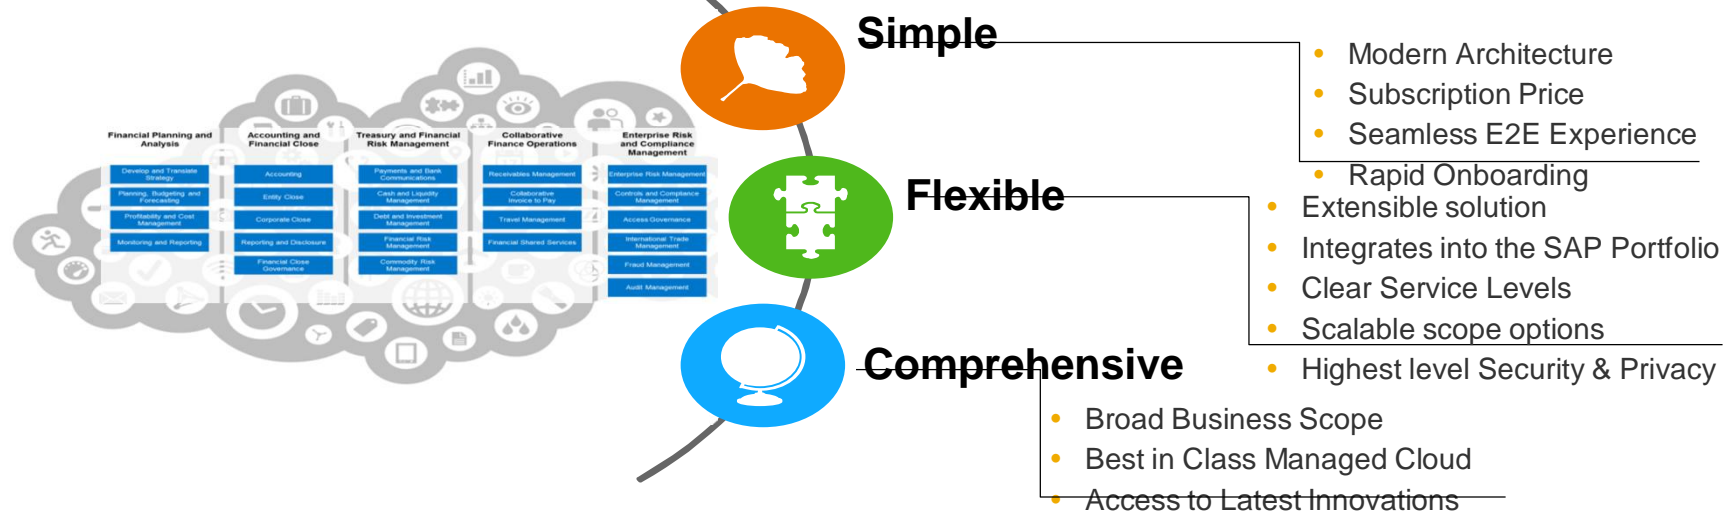 Financial Planning and
Analysis
Develop and Translate
Strategy
Planning, Budgeting and
Forecasting
Profitability and Cost
Management
Monitoring and Reporting
Accounting and
Financial Close
Accounting
Entity Close
Corporate Close
Reporting and Disclosure
Financial Close
Governance
Treasury and Financial
Risk Management
Payments and Bank
Communications
Cash and Liquidity
Management
Debt and Investment
Management
Financial Risk
Management
Commodity Risk
Management
Collaborative
Finance Operations
Receivables Management
Collaborative
Invoice to Pay
Travel Management
Financial Shared Services
Enterprise Risk
and Compliance
Management
Enterprise Risk Management
Controls and Compliance
Management
Access Governance
International Trade
Management
Fraud Management
Audit Management
Simple
• Modern Architecture
• Subscription Price
• Seamless E2E Experience
• Rapid Onboarding
Flexible
• Extensible solution
• Integrates into the SAP Portfolio
• Clear Service Levels
• Scalable scope options
• Highest level Security & Privacy
Comprehensive
• Broad Business Scope
• Best in Class Managed Cloud
• Access to Latest Innovations